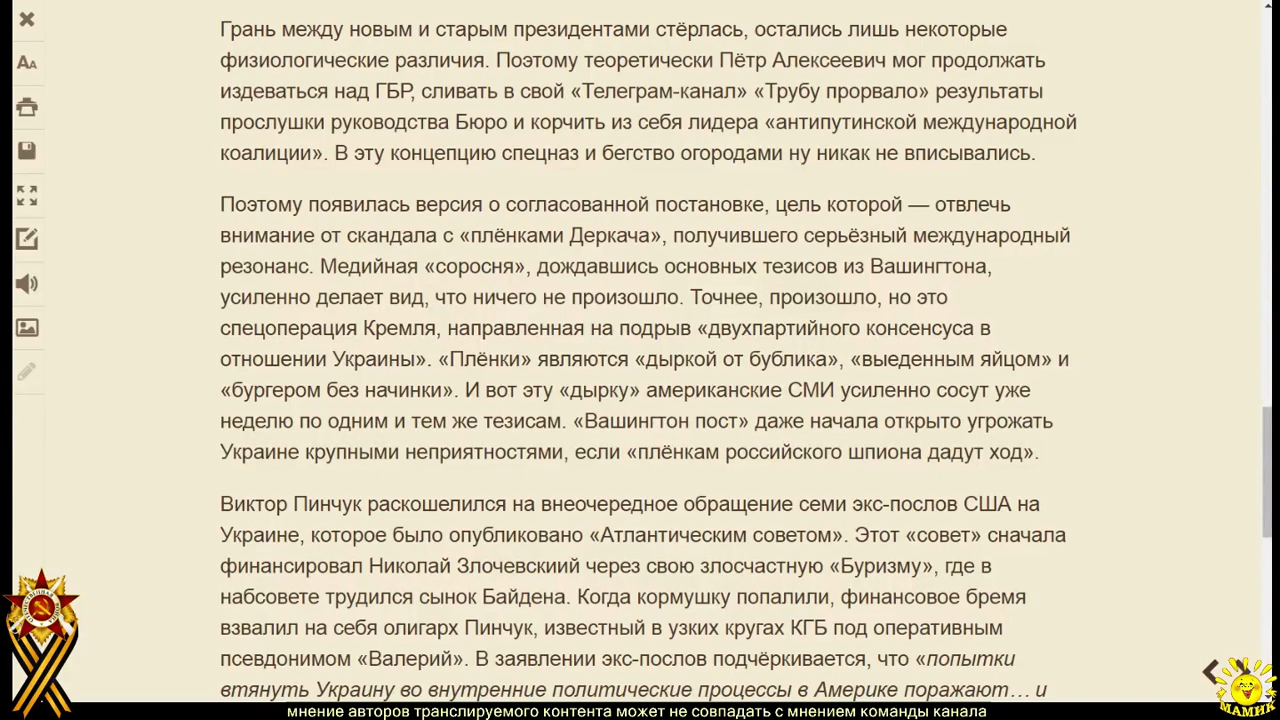 Грань между новым и старым президентами стёрлась, остались лишь некоторые
физиологические различия. Поэтому теоретически Пётр Алексеевич мог продолжать
издеваться над ГБР, сливать в свой «Телеграм-канал» «Трубу прорвало» результаты
прослушки руководства Бюро и корчить из себя лидера «антипутинской международной
коалиции». В эту концепцию спецназ и бегство огородами ну никак не вписывались.
Поэтому появилась версия о согласованной постановке, цель которой — отвлечь
внимание от скандала с «плёнками Деркача», получившего серьёзный международный
резонанс. Медийная «соросня», дождавшись основных тезисов из Вашингтона,
усиленно делает вид, что ничего не произошло. Точнее, произошло, но это
спецоперация Кремля, направленная на подрыв «двухпартийного консенсуса в
отношении Украины». «Плёнки» являются «дыркой от бублика», «выеденным яйцом» и
«бургером без начинки». И вот эту «дырку» американские СМИ усиленно сосут уже
неделю по одним и тем же тезисам. «Вашингтон пост» даже начала открыто угрожать
Украине крупными неприятностями, если «плёнкам российского шпиона дадут ход».
Виктор Пинчук раскошелился на внеочередное обращение семи экс-послов США на
Украине, которое было опубликовано «Атлантическим советом». Этот «совет» сначала
финансировал Николай Злочевскиий через свою злосчастную «Буризму», где в
набсовете трудился сынок Байдена. Когда кормушку попалили, финансовое бремя
взвалил на себя олигарх Пинчук, известный в узких кругах КГБ под оперативным
псевдонимом «Валерий». В заявлении экс-послов подчёркивается, что «попытки
втянуть Украину во внутренние политические процессы в Америке поражают… и
мнение авторов транслируемого контента может не совпадать с мнением команды канала
МАМИК